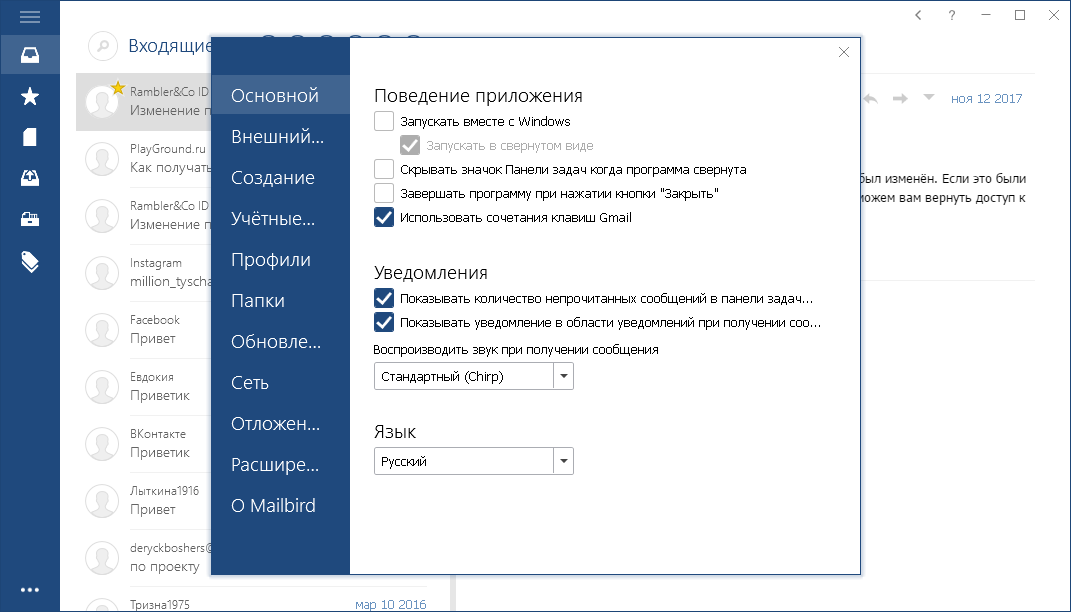 Входящие
Rambler&Co ID
Изменение п
PlayGround.ru
Как получать
Rambler&Co ID
Изменение п
Instagram
million_tyscha
Facebook
Привет
Евдокия
Приветик
ВКонтакте
Приветик
Лыткина1916
Привет
deryckboshers@
по проекту
Тризна1975
мар 10 2016
Основной
Внешний...
Создание
Учётные...
Профили
Папки
Обновле...
Сеть
Отложен...
Расшире...
О Mailbird
Поведение приложения
Запускать вместе с Windows
Запускать в свернутом виде
Скрывать значок Панели задач когда программа свернута
Завершать программу при нажатии кнопки "Закрыть"
Использовать сочетания клавиш Gmail
Уведомления
Показывать количество непрочитанных сообщений в панели задач...
Показывать уведомление в области уведомлений при получении соо...
Воспроизводить звук при получении сообщения
Стандартный (Chirp)
Язык
Русский
?
ноя 12 2017
был изменён. Если это были
можем вам вернуть доступ к